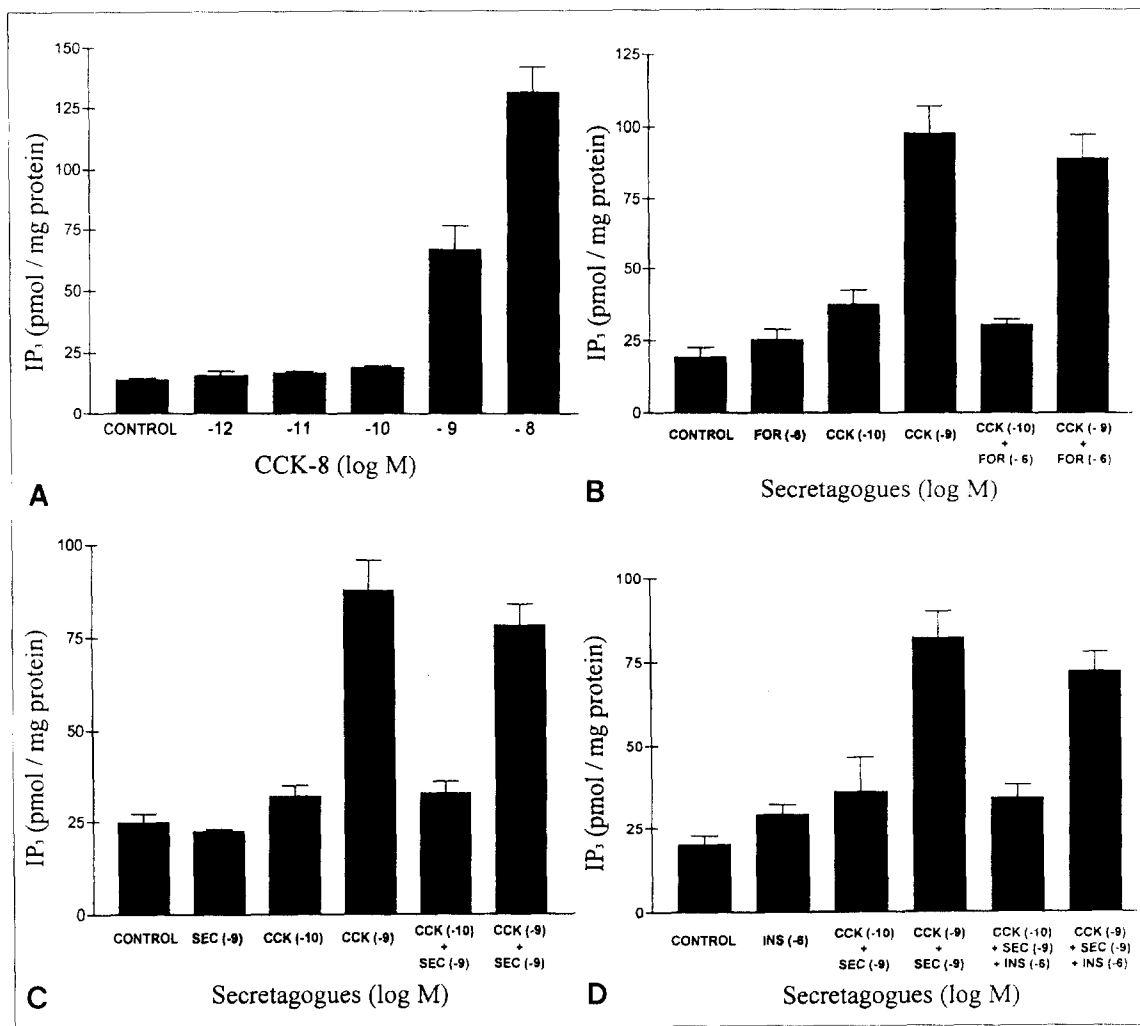 150
125
100
75
50
25
0
IP₃ (pmol / mg protein)
CONTROL -12 -11 -10 -9 -8
CCK-8 (log M)
A
125
100
75
50
25
0
IP₃ (pmol / mg protein)
CONTROL FOR (-6) CCK (-10) CCK (-9) CCK (-10) CCK (-9)
+ +
FOR (-6) FOR (-6)
Secretagogues (log M)
B
100
75
50
25
0
IP₃ (pmol / mg protein)
CONTROL SEC (-9) CCK (-10) CCK (-9) CCK (-10) CCK (-9)
+ +
SEC (-9) SEC (-9)
Secretagogues (log M)
C
100
75
50
25
0
IP₃ (pmol / mg protein)
CONTROL INS (-6) CCK (-10) CCK (-9) CCK (-10) CCK (-9)
+ + + SEC (-9) + SEC (-9)
SEC (-9) SEC (-9) + INS (-6) + INS (-6)
Secretagogues (log M)
D